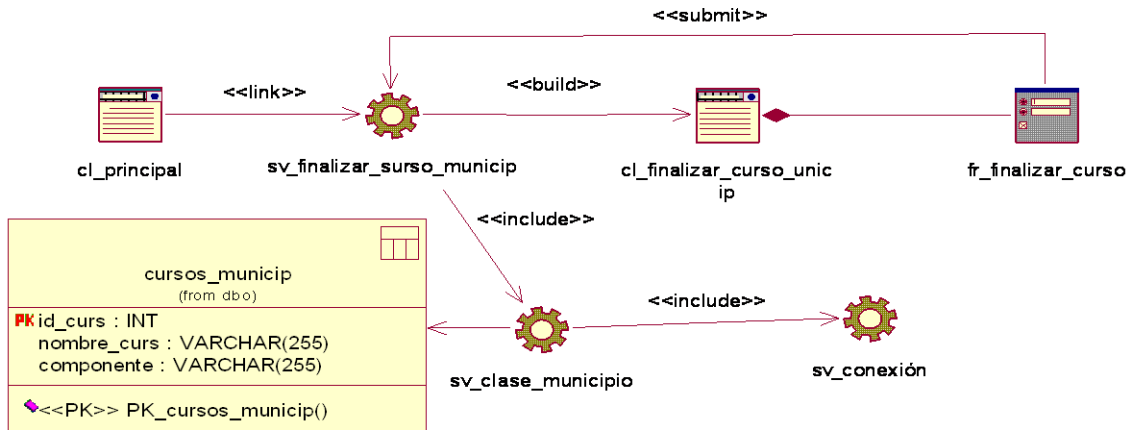 <<submit>>
<<link>>
<<build>>
cl_principal
sv_finalizar_surso_municip
cl_finalizar_curso_unic
ip
fr_finalizar_curso
<<include>>
cursos_municip
(from dbo)
PK id_curs : INT
nombre_curs : VARCHAR(255)
componente : VARCHAR(255)
<<PK>> PK_cursos_municip()
<<include>>
sv_clase_municipio
sv_conexión